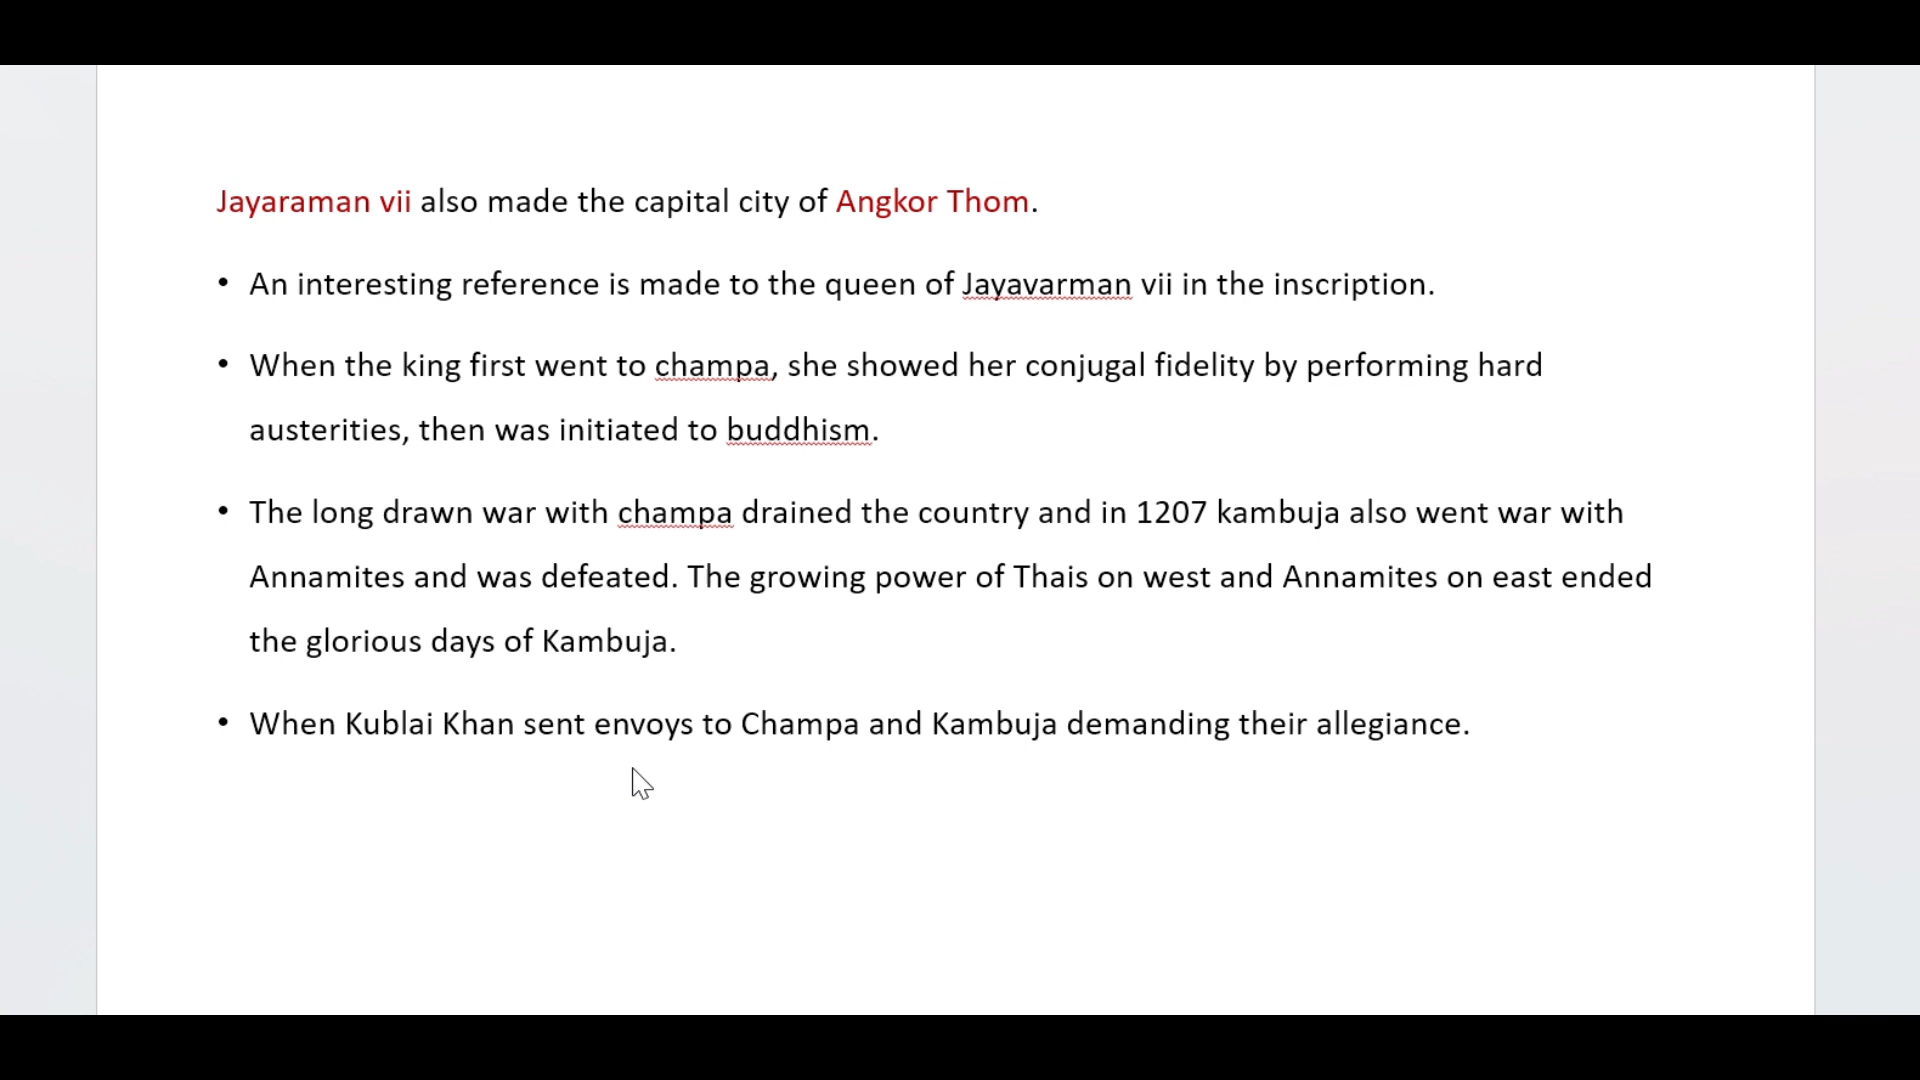 Jayaraman vii also made the capital city of Angkor Thom.
• An interesting reference is made to the queen of Jayavarman vii in the inscription.
• When the king first went to champa, she showed her conjugal fidelity by performing hard
austerities, then was initiated to buddhism.
• The long drawn war with champa drained the country and in 1207 kambuja also went war with
Annamites and was defeated. The growing power of Thais on west and Annamites on east ended
the glorious days of Kambuja.
• When Kublai Khan sent envoys to Champa and Kambuja demanding their allegiance.